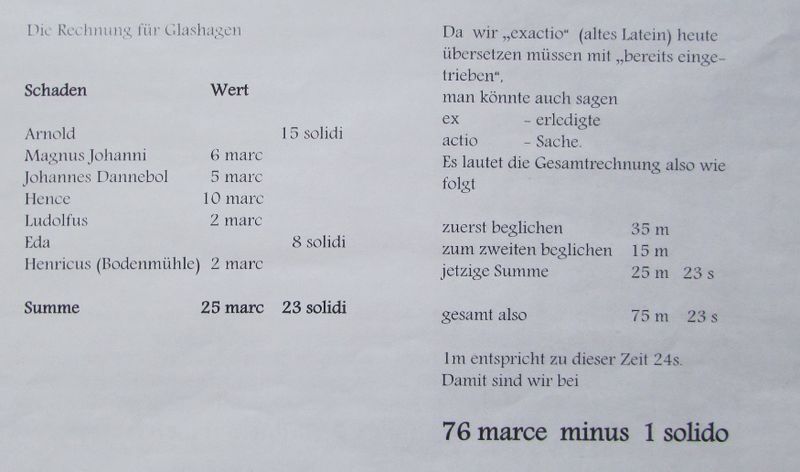 Die Rechnung für Glashagen
Schaden Wert
Arnold 15 solidi
Magnus Johanni 6 marc
Johannes Dannebol 5 marc
Hence 10 marc
Ludolfus 2 marc
Eda 8 solidi
Henricus (Bodenmühle) 2 marc
Summe 25 marc 23 solidi
Da wir „exactio“ (altes Latein) heute
übersetzen müssen mit „bereits einge-
trieben“,
man könnte auch sagen
ex - erledigte
actio - Sache.
Es lautet die Gesamtrechnung also wie
folgt
zuerst beglichen 35 m
zum zweiten beglichen 15 m
jetzige Summe 25 m 23 s
gesamt also 75 m 23 s
1m entspricht zu dieser Zeit 24s.
Damit sind wir bei
76 marce minus 1 solido